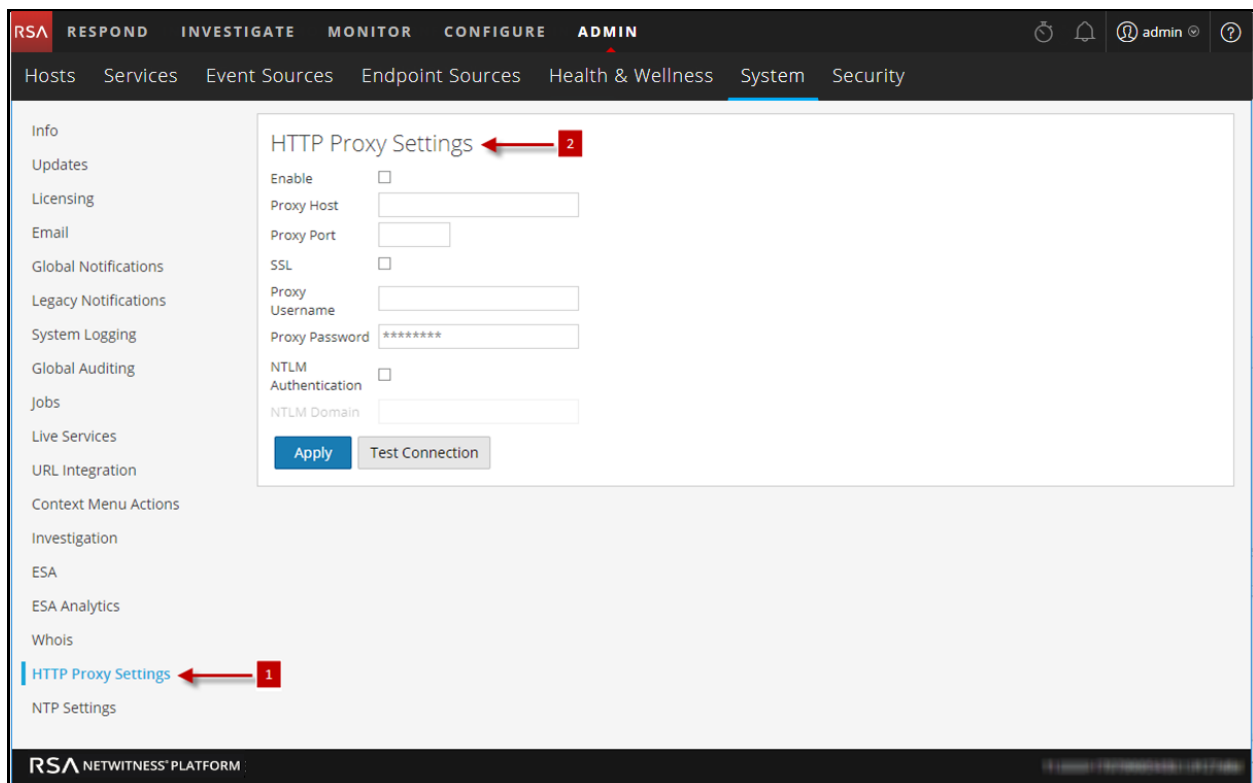 RSA RESPOND INVESTIGATE MONITOR CONFIGURE ADMIN admin ?
Hosts Services Event Sources Endpoint Sources Health & Wellness System Security
Info
Updates
Licensing
Email
Global Notifications
Legacy Notifications
System Logging
Global Auditing
Jobs
Live Services
URL Integration
Context Menu Actions
Investigation
ESA
ESA Analytics
Whois
HTTP Proxy Settings 1
NTP Settings
HTTP Proxy Settings 2
Enable
Proxy Host
Proxy Port
SSL
Proxy
Username
Proxy Password ********
NTLM
Authentication
NTLM Domain
Apply Test Connection
RSA NETWITNESS® PLATFORM